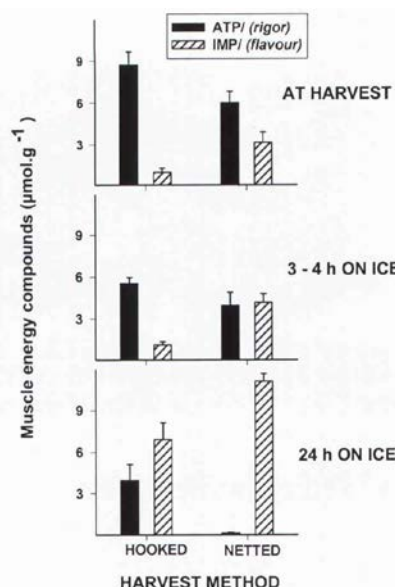 ATP/ (rigor)
IMP/ (flavour)
9
6
3
AT HARVEST
Muscle energy compounds (µmol.g⁻¹)
9
6
3
3 - 4 h ON ICE
9
6
3
24 h ON ICE
HOOKED NETTED
HARVEST METHOD